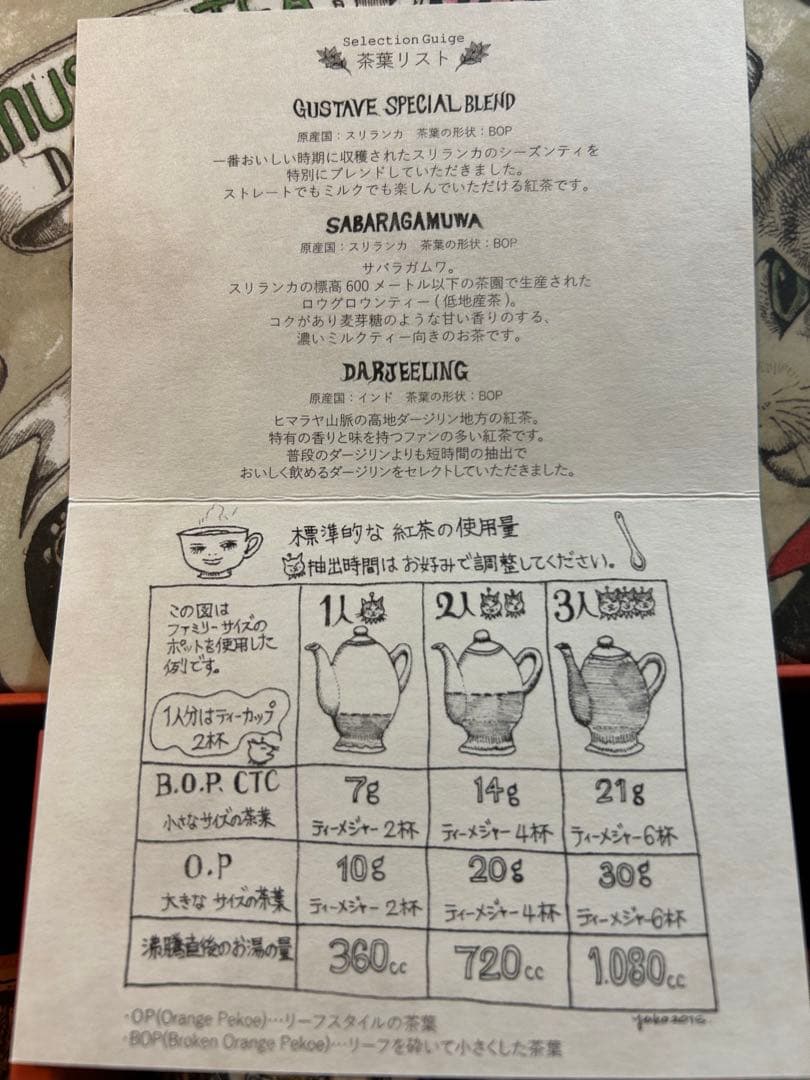 Selection Guige
茶葉リスト
GUSTAVE SPECIAL BLEND
原産国：スリランカ　茶葉の形状：BOP
一番おいしい時期に収穫されたスリランカのシーズンティを
特別にブレンドしていただきました。
ストレートでもミルクでも楽しんでいただける紅茶です。
SABARAGAMUWA
原産国：スリランカ　茶葉の形状：BOP
サバラガムワ。
スリランカの標高600メートル以下の茶園で生産された
ロウグロウンティー(低地産茶)。
コクがあり麦芽糖のような甘い香りのする、
濃いミルクティー向きのお茶です。
DARJEELING
原産国：インド　茶葉の形状：BOP
ヒマラヤ山脈の高地ダージリン地方の紅茶。
特有の香りと味を持つファンの多い紅茶です。
普段のダージリンよりも短時間の抽出で
おいしく飲めるダージリンをセレクトしていただきました。
標準的な 紅茶の使用量
抽出時間は お好みで調整してください。
この図は
ファミリーサイズの
ポットを使用した
例です。
1人分はティーカップ
2杯
1人
2人
3人
B.O.P. CTC
小さなサイズの茶葉
7g
ティーメジャー 2杯
14g
ティーメジャー 4杯
21g
ティーメジャー 6杯
O.P
大きな サイズの茶葉
10g
ティーメジャー 2杯
20g
ティーメジャー 4杯
30g
ティーメジャー 6杯
沸騰直後のお湯の量
360cc
720cc
1.080cc
・OP(Orange Pekoe)…リーフスタイルの茶葉
・BOP(Broken Orange Pekoe)…リーフを砕いて小さくした茶葉